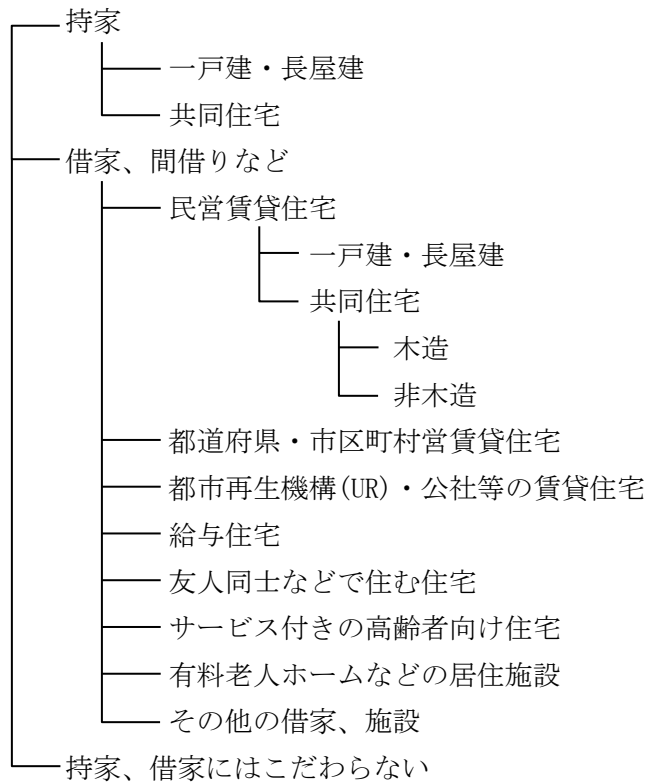 持家
一戸建・長屋建
共同住宅
借家、間借りなど
民営賃貸住宅
一戸建・長屋建
共同住宅
木造
非木造
都道府県・市区町村営賃貸住宅
都市再生機構(UR)・公社等の賃貸住宅
給与住宅
友人同士などで住む住宅
サービス付きの高齢者向け住宅
有料老人ホームなどの居住施設
その他の借家、施設
持家、借家にはこだわらない